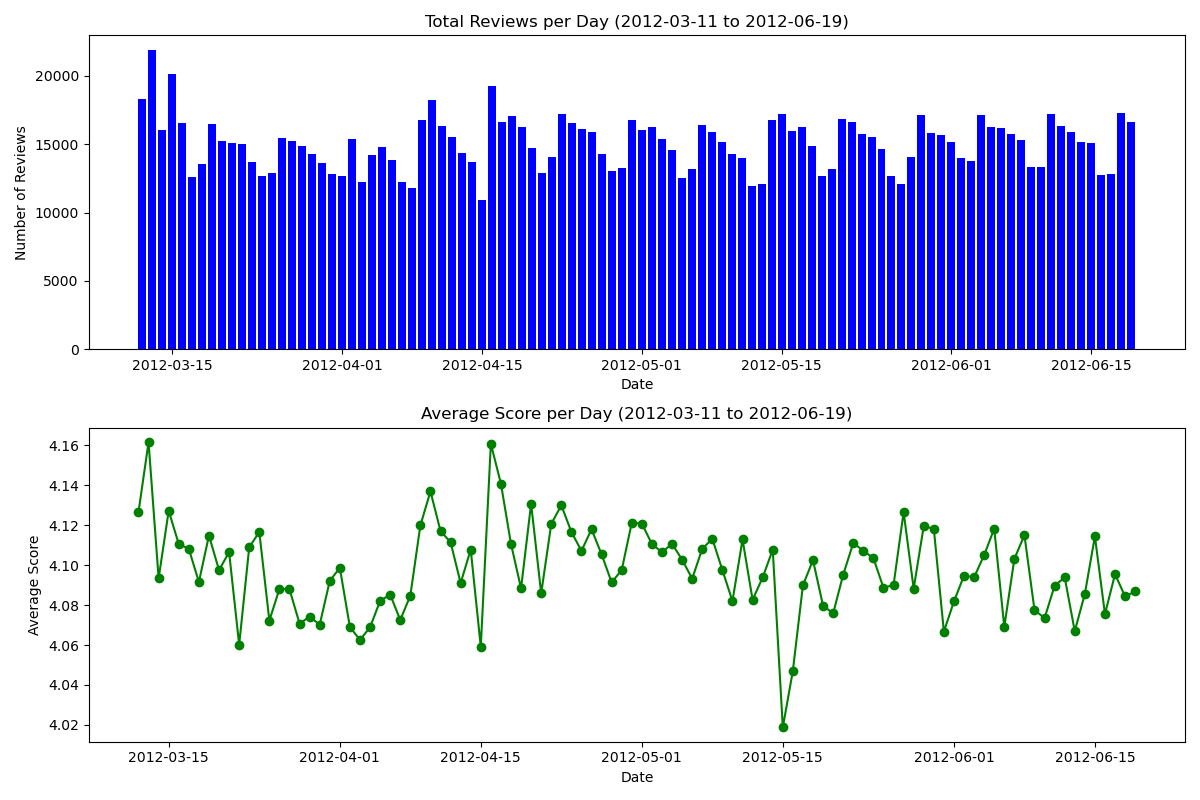 Total Reviews per Day (2012-03-11 to 2012-06-19)
Number of Reviews
20000
15000
10000
5000
0
2012-03-15 2012-04-01 2012-04-15 2012-05-01 2012-05-15 2012-06-01 2012-06-15
Date
Average Score per Day (2012-03-11 to 2012-06-19)
Average Score
4.16
4.14
4.12
4.10
4.08
4.06
4.04
4.02
2012-03-15 2012-04-01 2012-04-15 2012-05-01 2012-05-15 2012-06-01 2012-06-15
Date